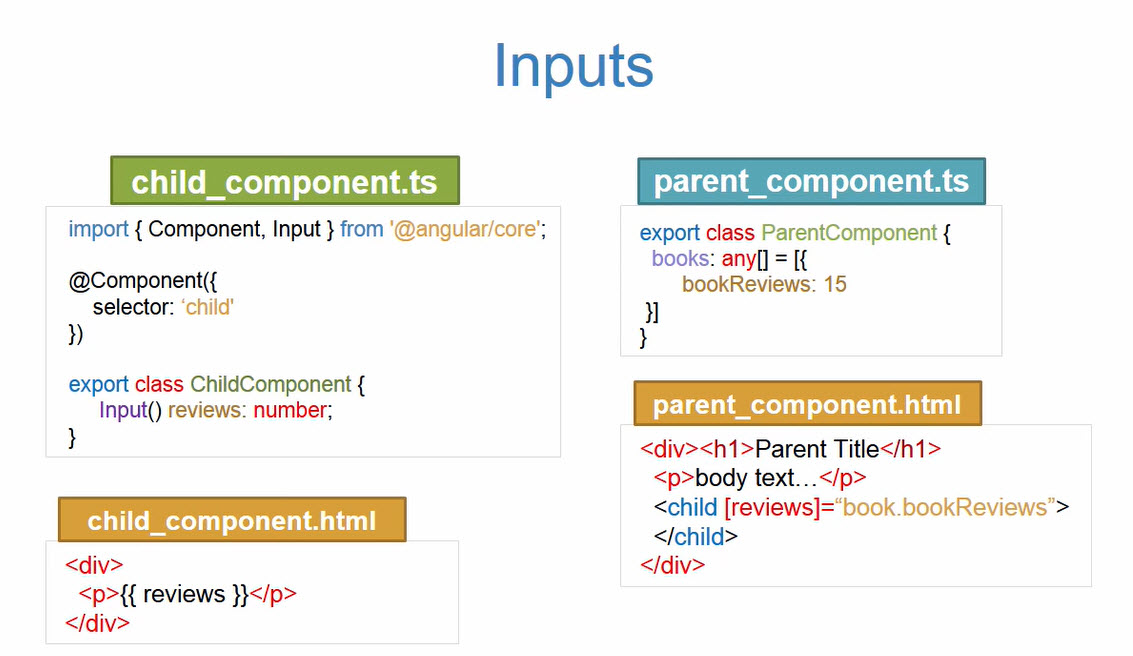 Inputs
child_component.ts
import { Component, Input } from '@angular/core';
@Component({
selector: ‘child'
})
export class ChildComponent {
Input() reviews: number;
}
child_component.html
<div>
<p>{{ reviews }}</p>
</div>
parent_component.ts
export class ParentComponent {
books: any[] = [{
bookReviews: 15
}]
}
parent_component.html
<div><h1>Parent Title</h1>
<p>body text…</p>
<child [reviews]=“book.bookReviews”>
</child>
</div>